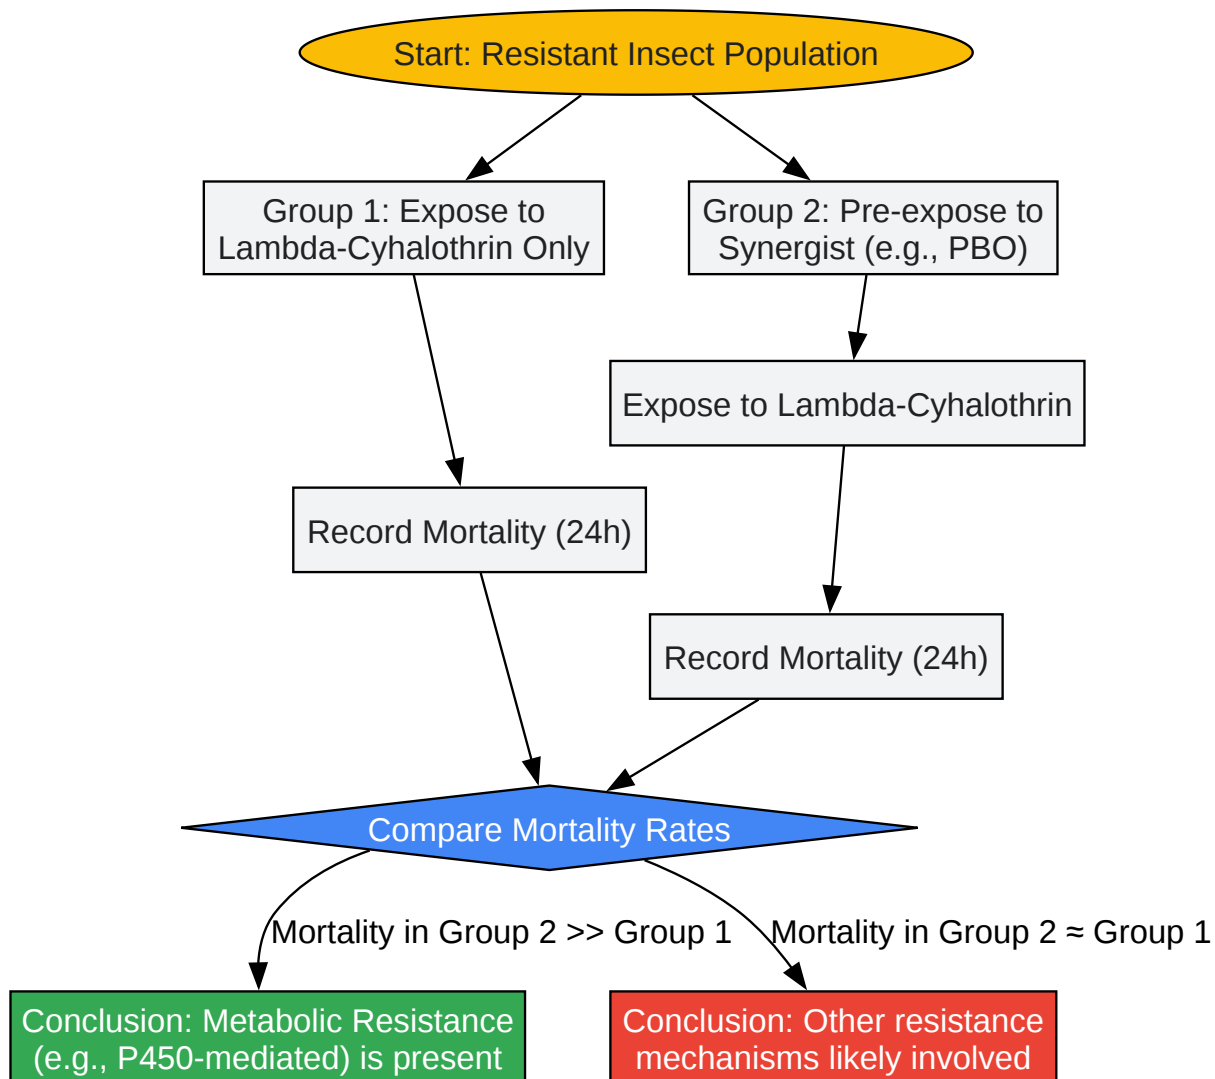 Start: Resistant Insect Population
Group 1: Expose to
Lambda-Cyhalothrin Only
Group 2: Pre-expose to
Synergist (e.g., PBO)
Expose to Lambda-Cyhalothrin
Record Mortality (24h)
Record Mortality (24h)
Compare Mortality Rates
Mortality in Group 2 >> Group 1
Mortality in Group 2 ≈ Group 1
Conclusion: Metabolic Resistance
(e.g., P450-mediated) is present
Conclusion: Other resistance
mechanisms likely involved